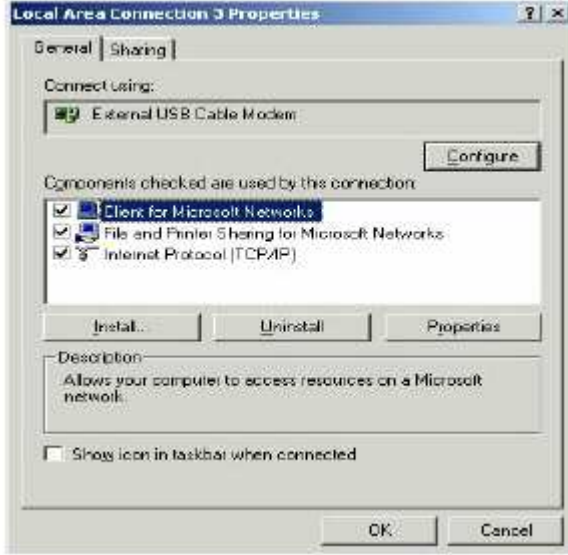 Local Area Connection 3 Properties
General
Sharing
Connect using:
External USB Cable Modem
Configure
Components checked are used by this connection:
Client for Microsoft Networks
File and Printer Sharing for Microsoft Networks
Internet Protocol (TCP/IP)
Install...
Uninstall
Properties
Description
Allows your computer to access resources on a Microsoft
network.
Show icon in taskbar when connected
OK
Cancel